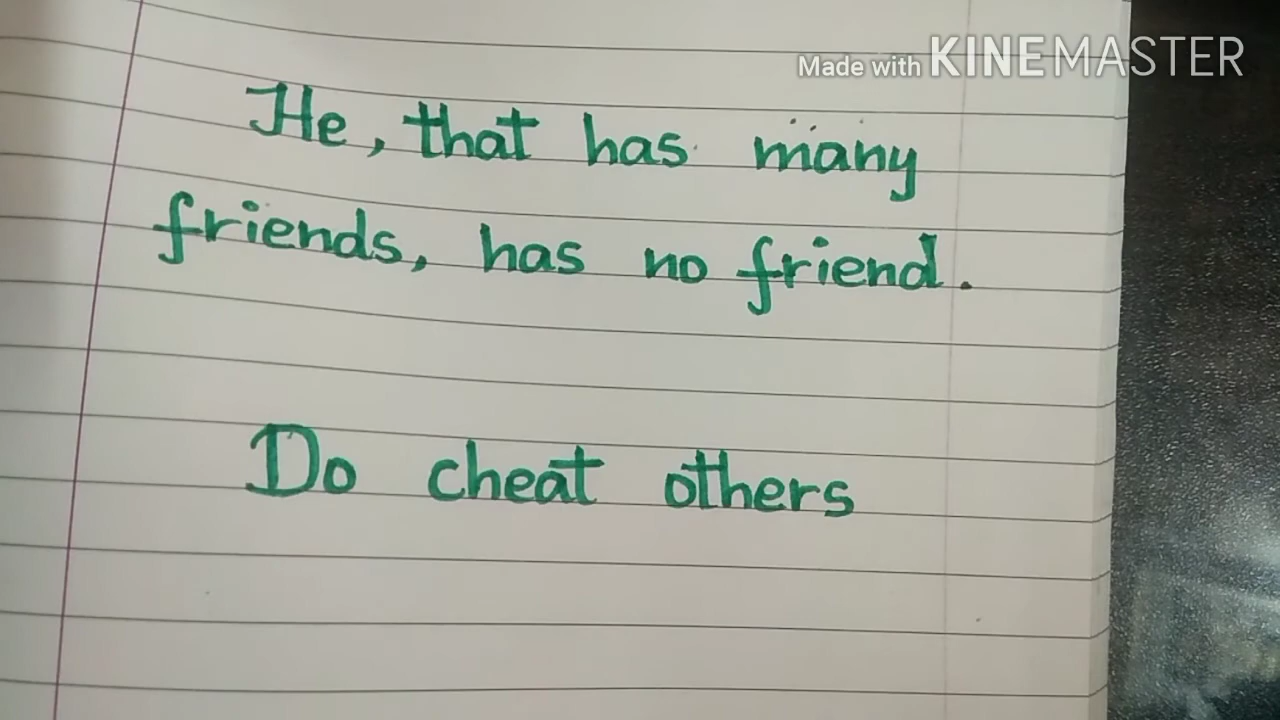 Made with KINEMASTER
He, that has many
friends, has no friend.
Do cheat others